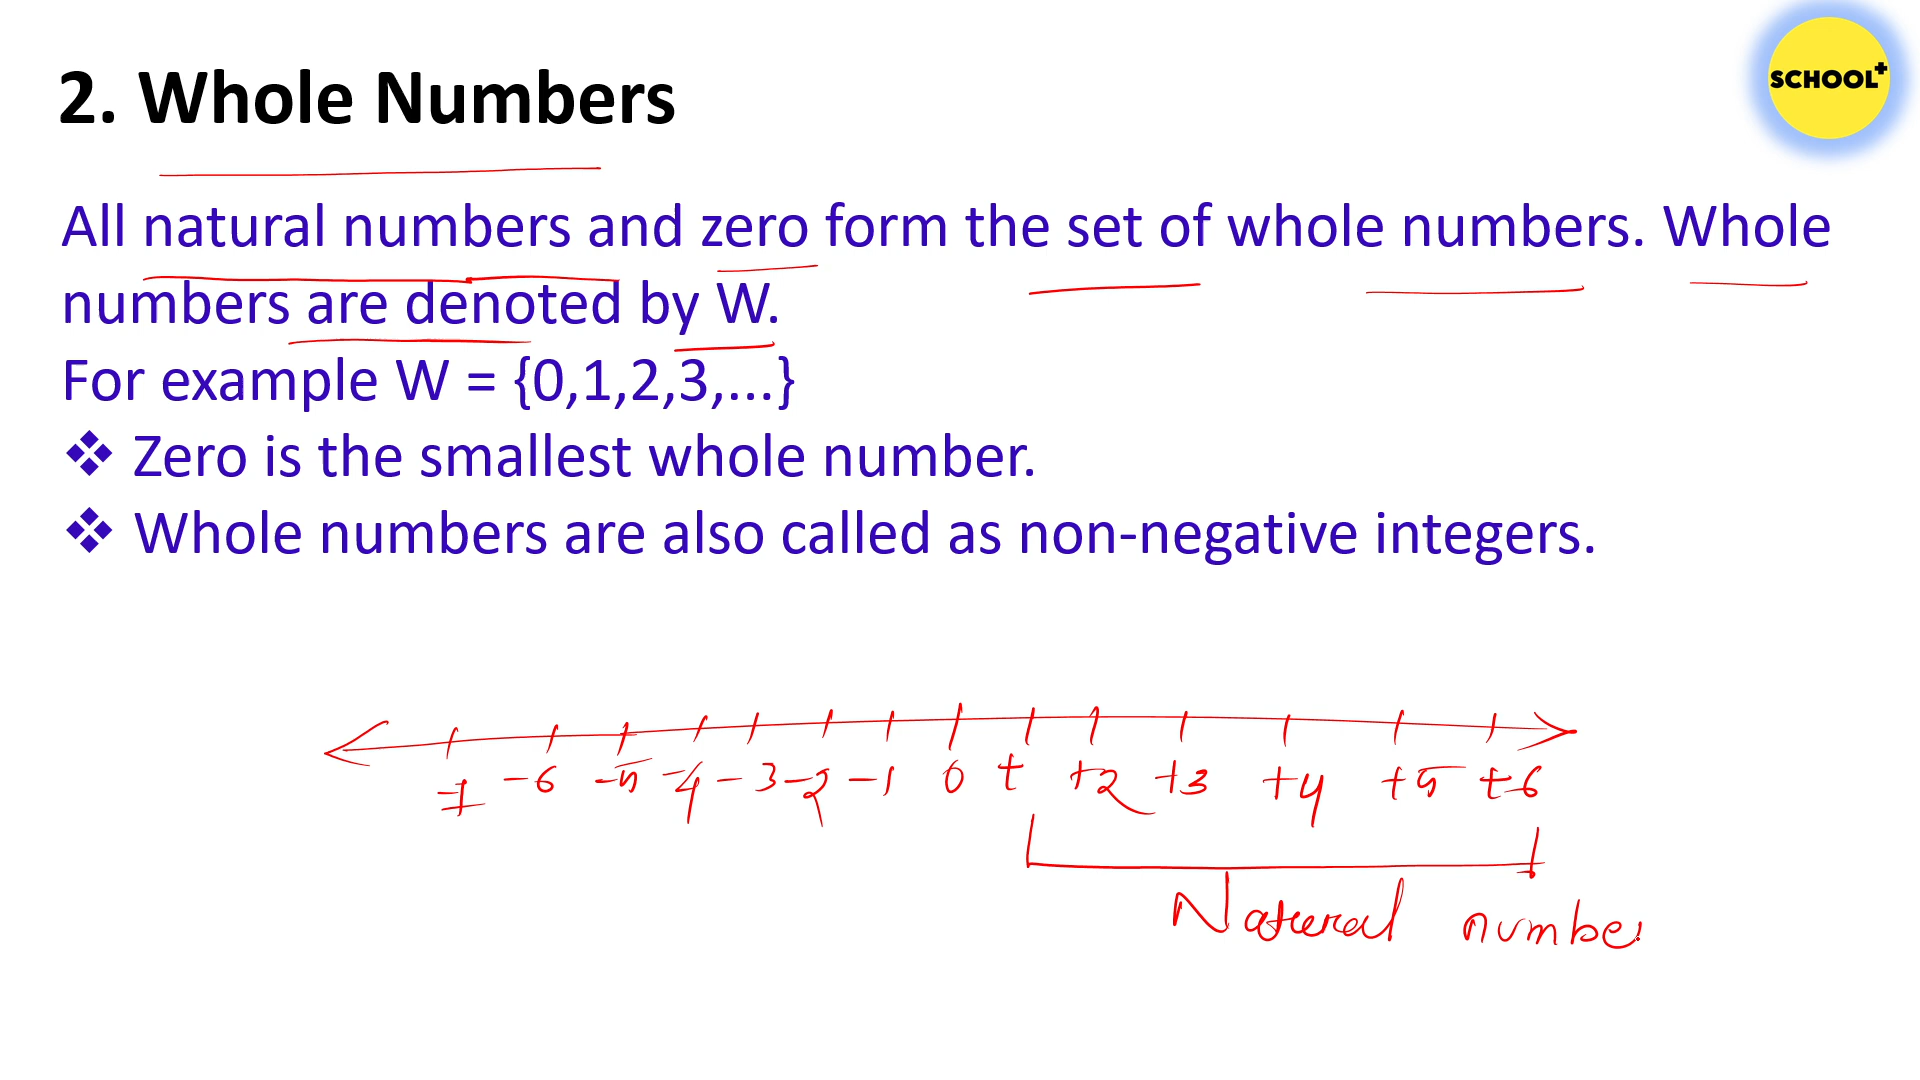 2. Whole Numbers
SCHOOL+
All natural numbers and zero form the set of whole numbers. Whole
numbers are denoted by W.
For example W = {0,1,2,3,...}
❖ Zero is the smallest whole number.
❖ Whole numbers are also called as non-negative integers.
-6 -5 -4 -3 -2 -1 0 +2 +3 +4 +5 +6
Natural number